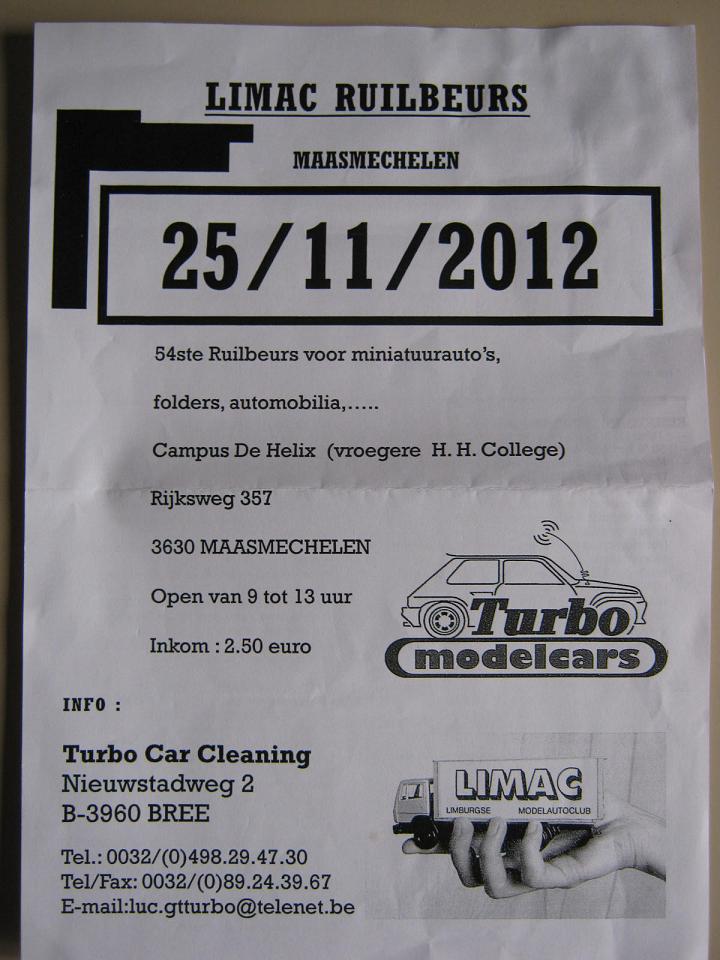 LIMAC RUILBEURS
MAASMECHELEN
25/11/2012
54ste Ruilbeurs voor miniatuurauto's,
folders, automobilia,.....
Campus De Helix (vroegere H. H. College)
Rijksweg 357
3630 MAASMECHELEN
Open van 9 tot 13 uur
Inkom : 2.50 euro
Turbo
modelcars
INFO :
Turbo Car Cleaning
Nieuwstadweg 2
B-3960 BREE
Tel.: 0032/(0)498.29.47.30
Tel/Fax: 0032/(0)89.24.39.67
E-mail:luc.gtturbo@telenet.be
LIMAC
LIMBURGSE MODELAUTOCLUB